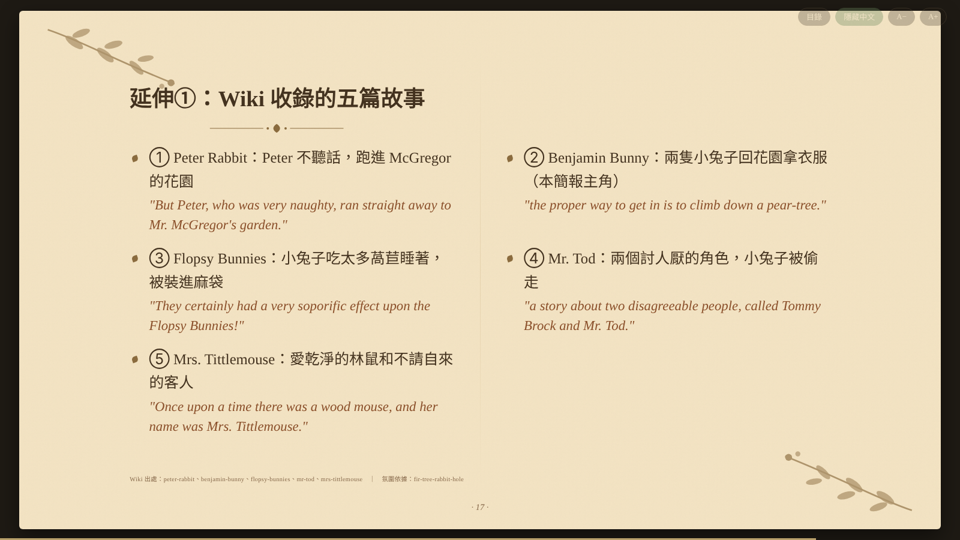 目錄 隱藏中文 A− A+
延伸①：Wiki 收錄的五篇故事
① Peter Rabbit：Peter 不聽話，跑進 McGregor
的花園
"But Peter, who was very naughty, ran straight away to
Mr. McGregor's garden."
② Benjamin Bunny：兩隻小兔子回花園拿衣服
（本簡報主角）
"the proper way to get in is to climb down a pear-tree."
③ Flopsy Bunnies：小兔子吃太多萵苣睡著，
被裝進麻袋
"They certainly had a very soporific effect upon the
Flopsy Bunnies!"
④ Mr. Tod：兩個討人厭的角色，小兔子被偷
走
"a story about two disagreeable people, called Tommy
Brock and Mr. Tod."
⑤ Mrs. Tittlemouse：愛乾淨的林鼠和不請自來
的客人
"Once upon a time there was a wood mouse, and her
name was Mrs. Tittlemouse."
Wiki 出處：peter-rabbit、benjamin-bunny、flopsy-bunnies、mr-tod、mrs-tittlemouse ｜ 氛圍依據：fir-tree-rabbit-hole
· 17 ·